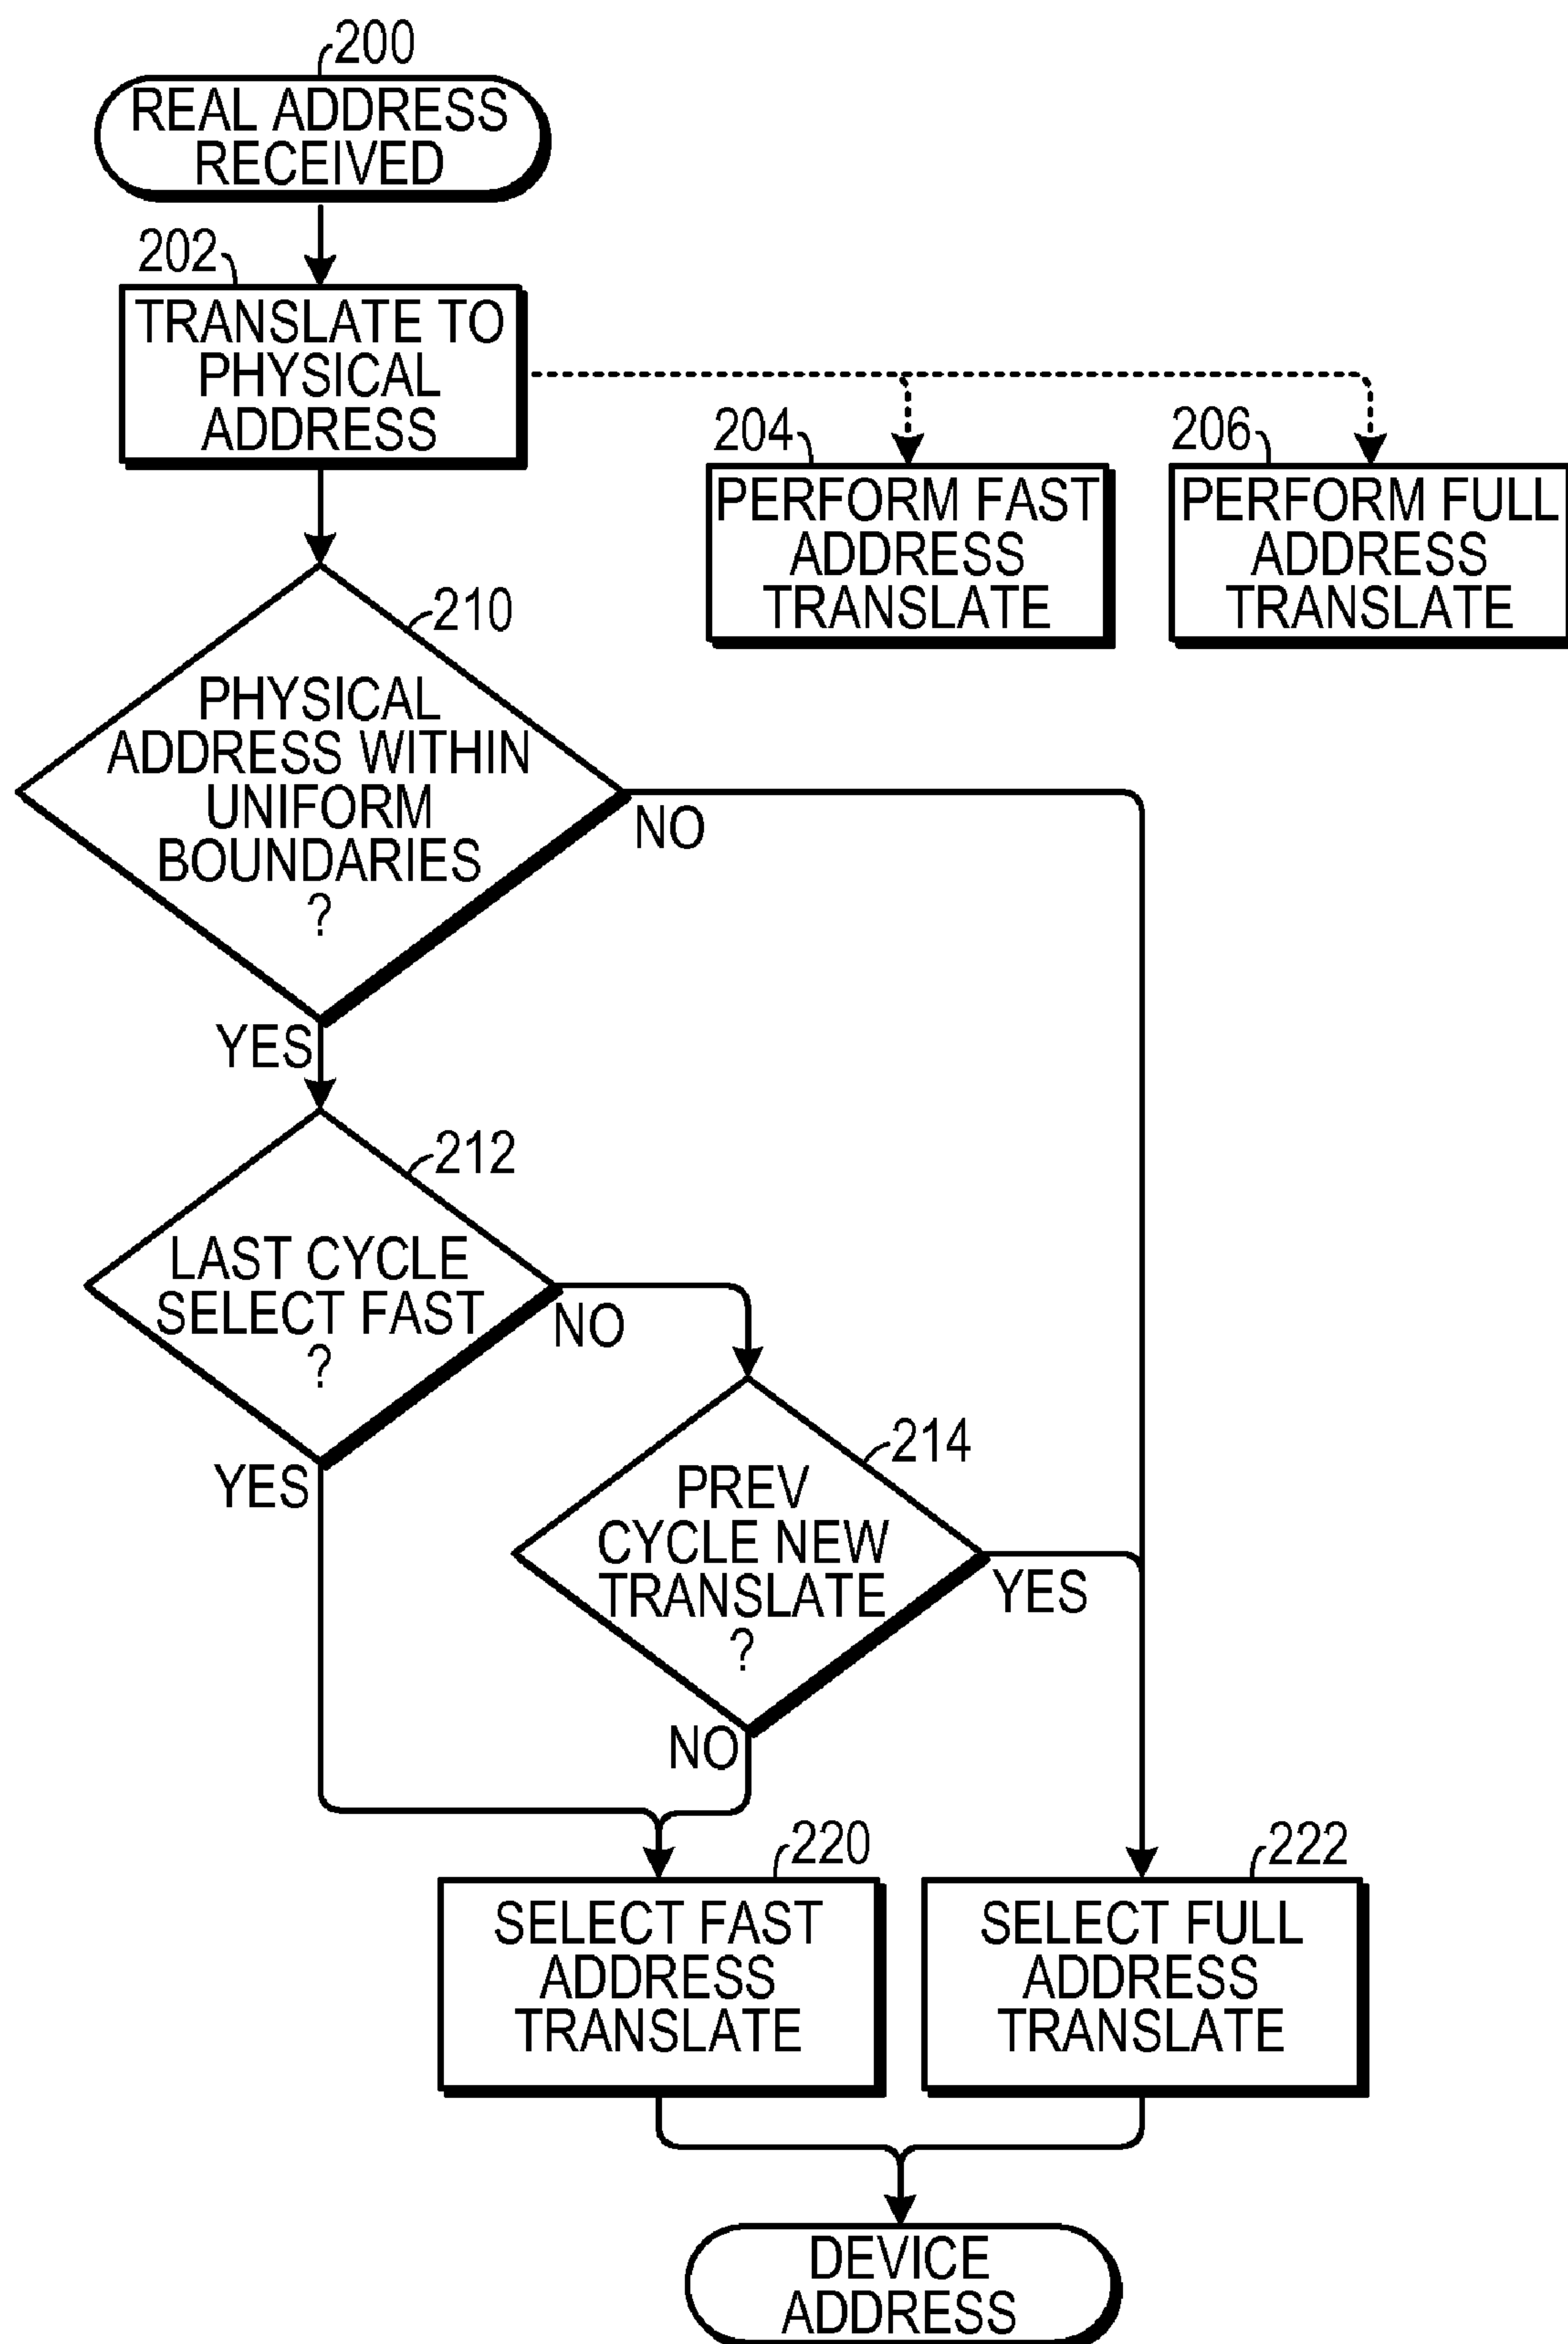 200
REAL ADDRESS
RECEIVED
202
TRANSLATE TO
PHYSICAL
ADDRESS
204
PERFORM FAST
ADDRESS
TRANSLATE
206
PERFORM FULL
ADDRESS
TRANSLATE
210
PHYSICAL
ADDRESS WITHIN
UNIFORM
BOUNDARIES
?
NO
YES
212
LAST CYCLE
SELECT FAST
?
NO
YES
214
PREV
CYCLE NEW
TRANSLATE
?
YES
NO
220
SELECT FAST
ADDRESS
TRANSLATE
222
SELECT FULL
ADDRESS
TRANSLATE
DEVICE
ADDRESS